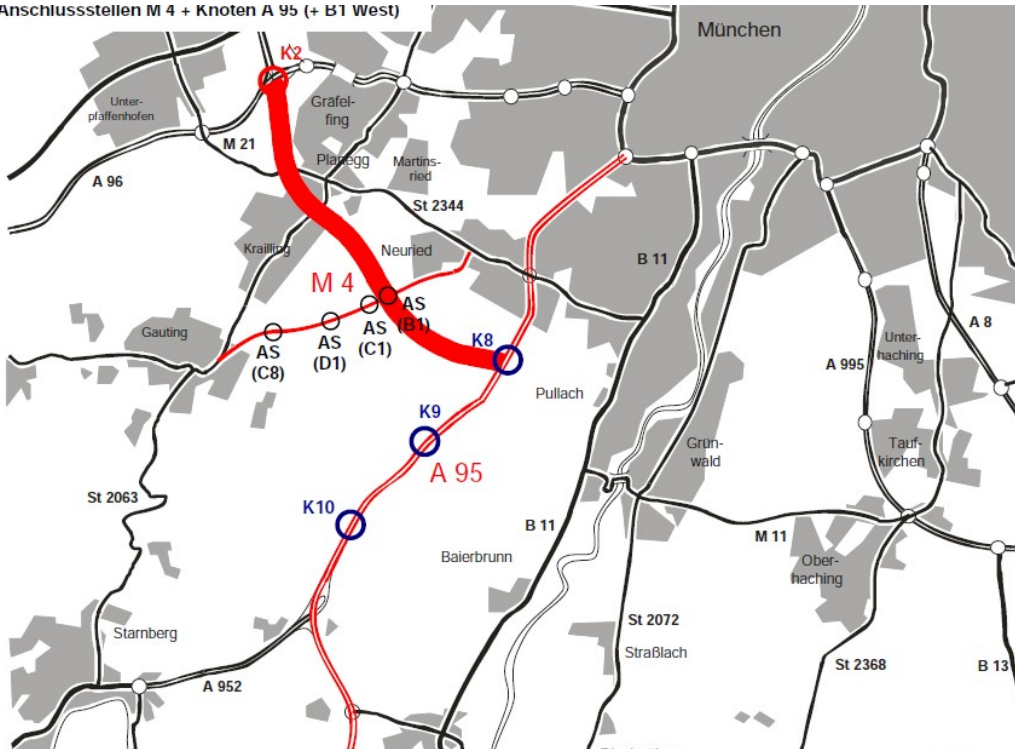 Anschlussstellen M 4 + Knoten A 95 (+ B1 West)
München
K2
Unter-
pfaffenhofen
Gräfel-
fing
M 21
Planegg
Martins-
ried
A 96
St 2344
Krailling
Neuried
B 11
M 4
AS
(B1)
AS
(C1)
AS
(D1)
AS
(C8)
Gauting
K8
A 8
Unter-
haching
A 995
Pullach
K9
A 95
Grün-
wald
Tauf-
kirchen
St 2063
K10
B 11
M 11
Baierbrunn
Ober-
haching
Starnberg
St 2072
Straßlach
St 2368
B 13
A 952